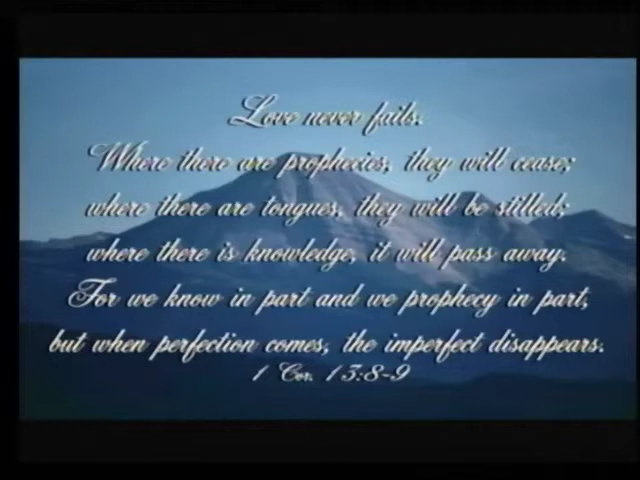 Love never fails.
Where there are prophecies, they will cease;
where there are tongues, they will be stilled;
where there is knowledge, it will pass away.
For we know in part and we prophecy in part,
but when perfection comes, the imperfect disappears.
1 Cor. 13:8-9